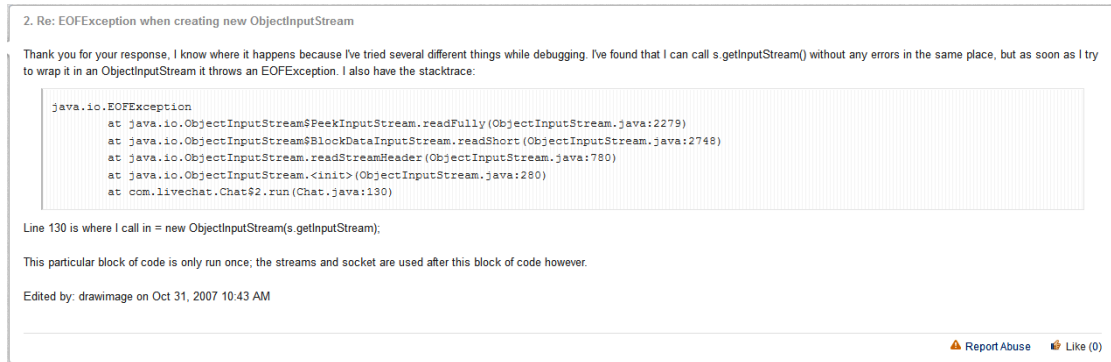 2. Re: EOFException when creating new ObjectInputStream
Thank you for your response, I know where it happens because I've tried several different things while debugging. I've found that I can call s.getInputStream() without any errors in the same place, but as soon as I try
to wrap it in an ObjectInputStream it throws an EOFException. I also have the stacktrace:
java.io.EOFException
at java.io.ObjectInputStream$PeekInputStream.readFully(ObjectInputStream.java:2279)
at java.io.ObjectInputStream$BlockDataInputStream.readShort(ObjectInputStream.java:2748)
at java.io.ObjectInputStream.readStreamHeader(ObjectInputStream.java:780)
at java.io.ObjectInputStream.<init>(ObjectInputStream.java:280)
at com.livechat.Chat$2.run(Chat.java:130)
Line 130 is where I call in = new ObjectInputStream(s.getInputStream);
This particular block of code is only run once; the streams and socket are used after this block of code however.
Edited by: drawimage on Oct 31, 2007 10:43 AM
Report Abuse Like (0)